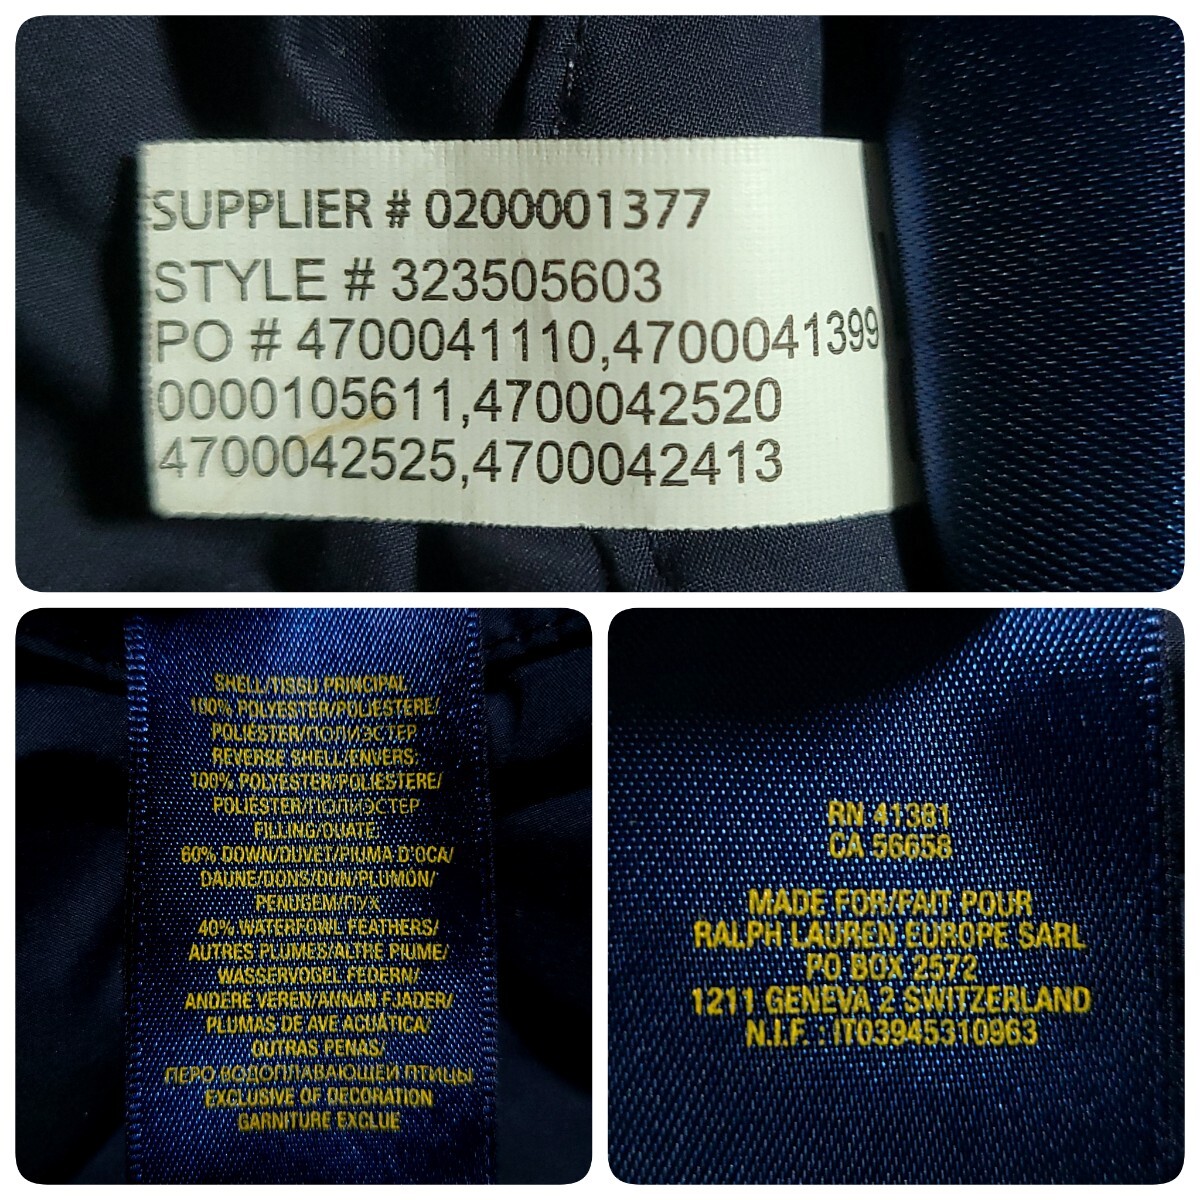 SUPPLIER # 0200001377
STYLE # 323505603
PO # 4700041110,4700041399
0000105611,4700042520
4700042525,4700042413
SHELL/TISSU PRINCIPAL
100% POLYESTER/POLIESTERE/
POLIESTER/ПОЛИЭСТЕР
REVERSE SHELL/ENVERS:
100% POLYESTER/POLIESTERE/
POLIESTER/ПОЛИЭСТЕР
FILLING/OUATE:
60% DOWN/DUVET/PIUMA D'OCA/
DAUNE/DONS/DUN/PLUMÓN/
PENUGEM/ПУХ
40% WATERFOWL FEATHERS/
AUTRES PLUMES/ALTRE PIUME/
WASSERVOGEL FEDERN/
ANDERE VEREN/ANNAN FJADER/
PLUMAS DE AVE ACUÁTICA/
OUTRAS PENAS/
ПЕРО ВОДОПЛАВАЮЩЕЙ ПТИЦЫ
EXCLUSIVE OF DECORATION
GARNITURE EXCLUE
RN 41381
CA 56658
MADE FOR/FAIT POUR
RALPH LAUREN EUROPE SARL
PO BOX 2572
1211 GENEVA 2 SWITZERLAND
N.I.F. : IT03945310963